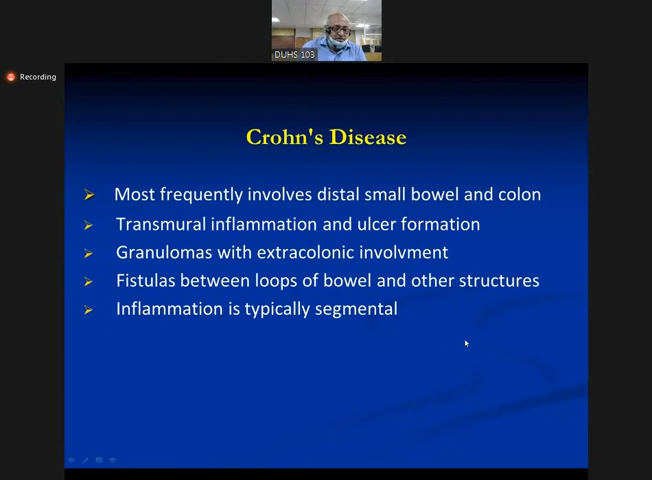 DUHS 103
Recording
Crohn's Disease
Most frequently involves distal small bowel and colon
Transmural inflammation and ulcer formation
Granulomas with extracolonic involvment
Fistulas between loops of bowel and other structures
Inflammation is typically segmental